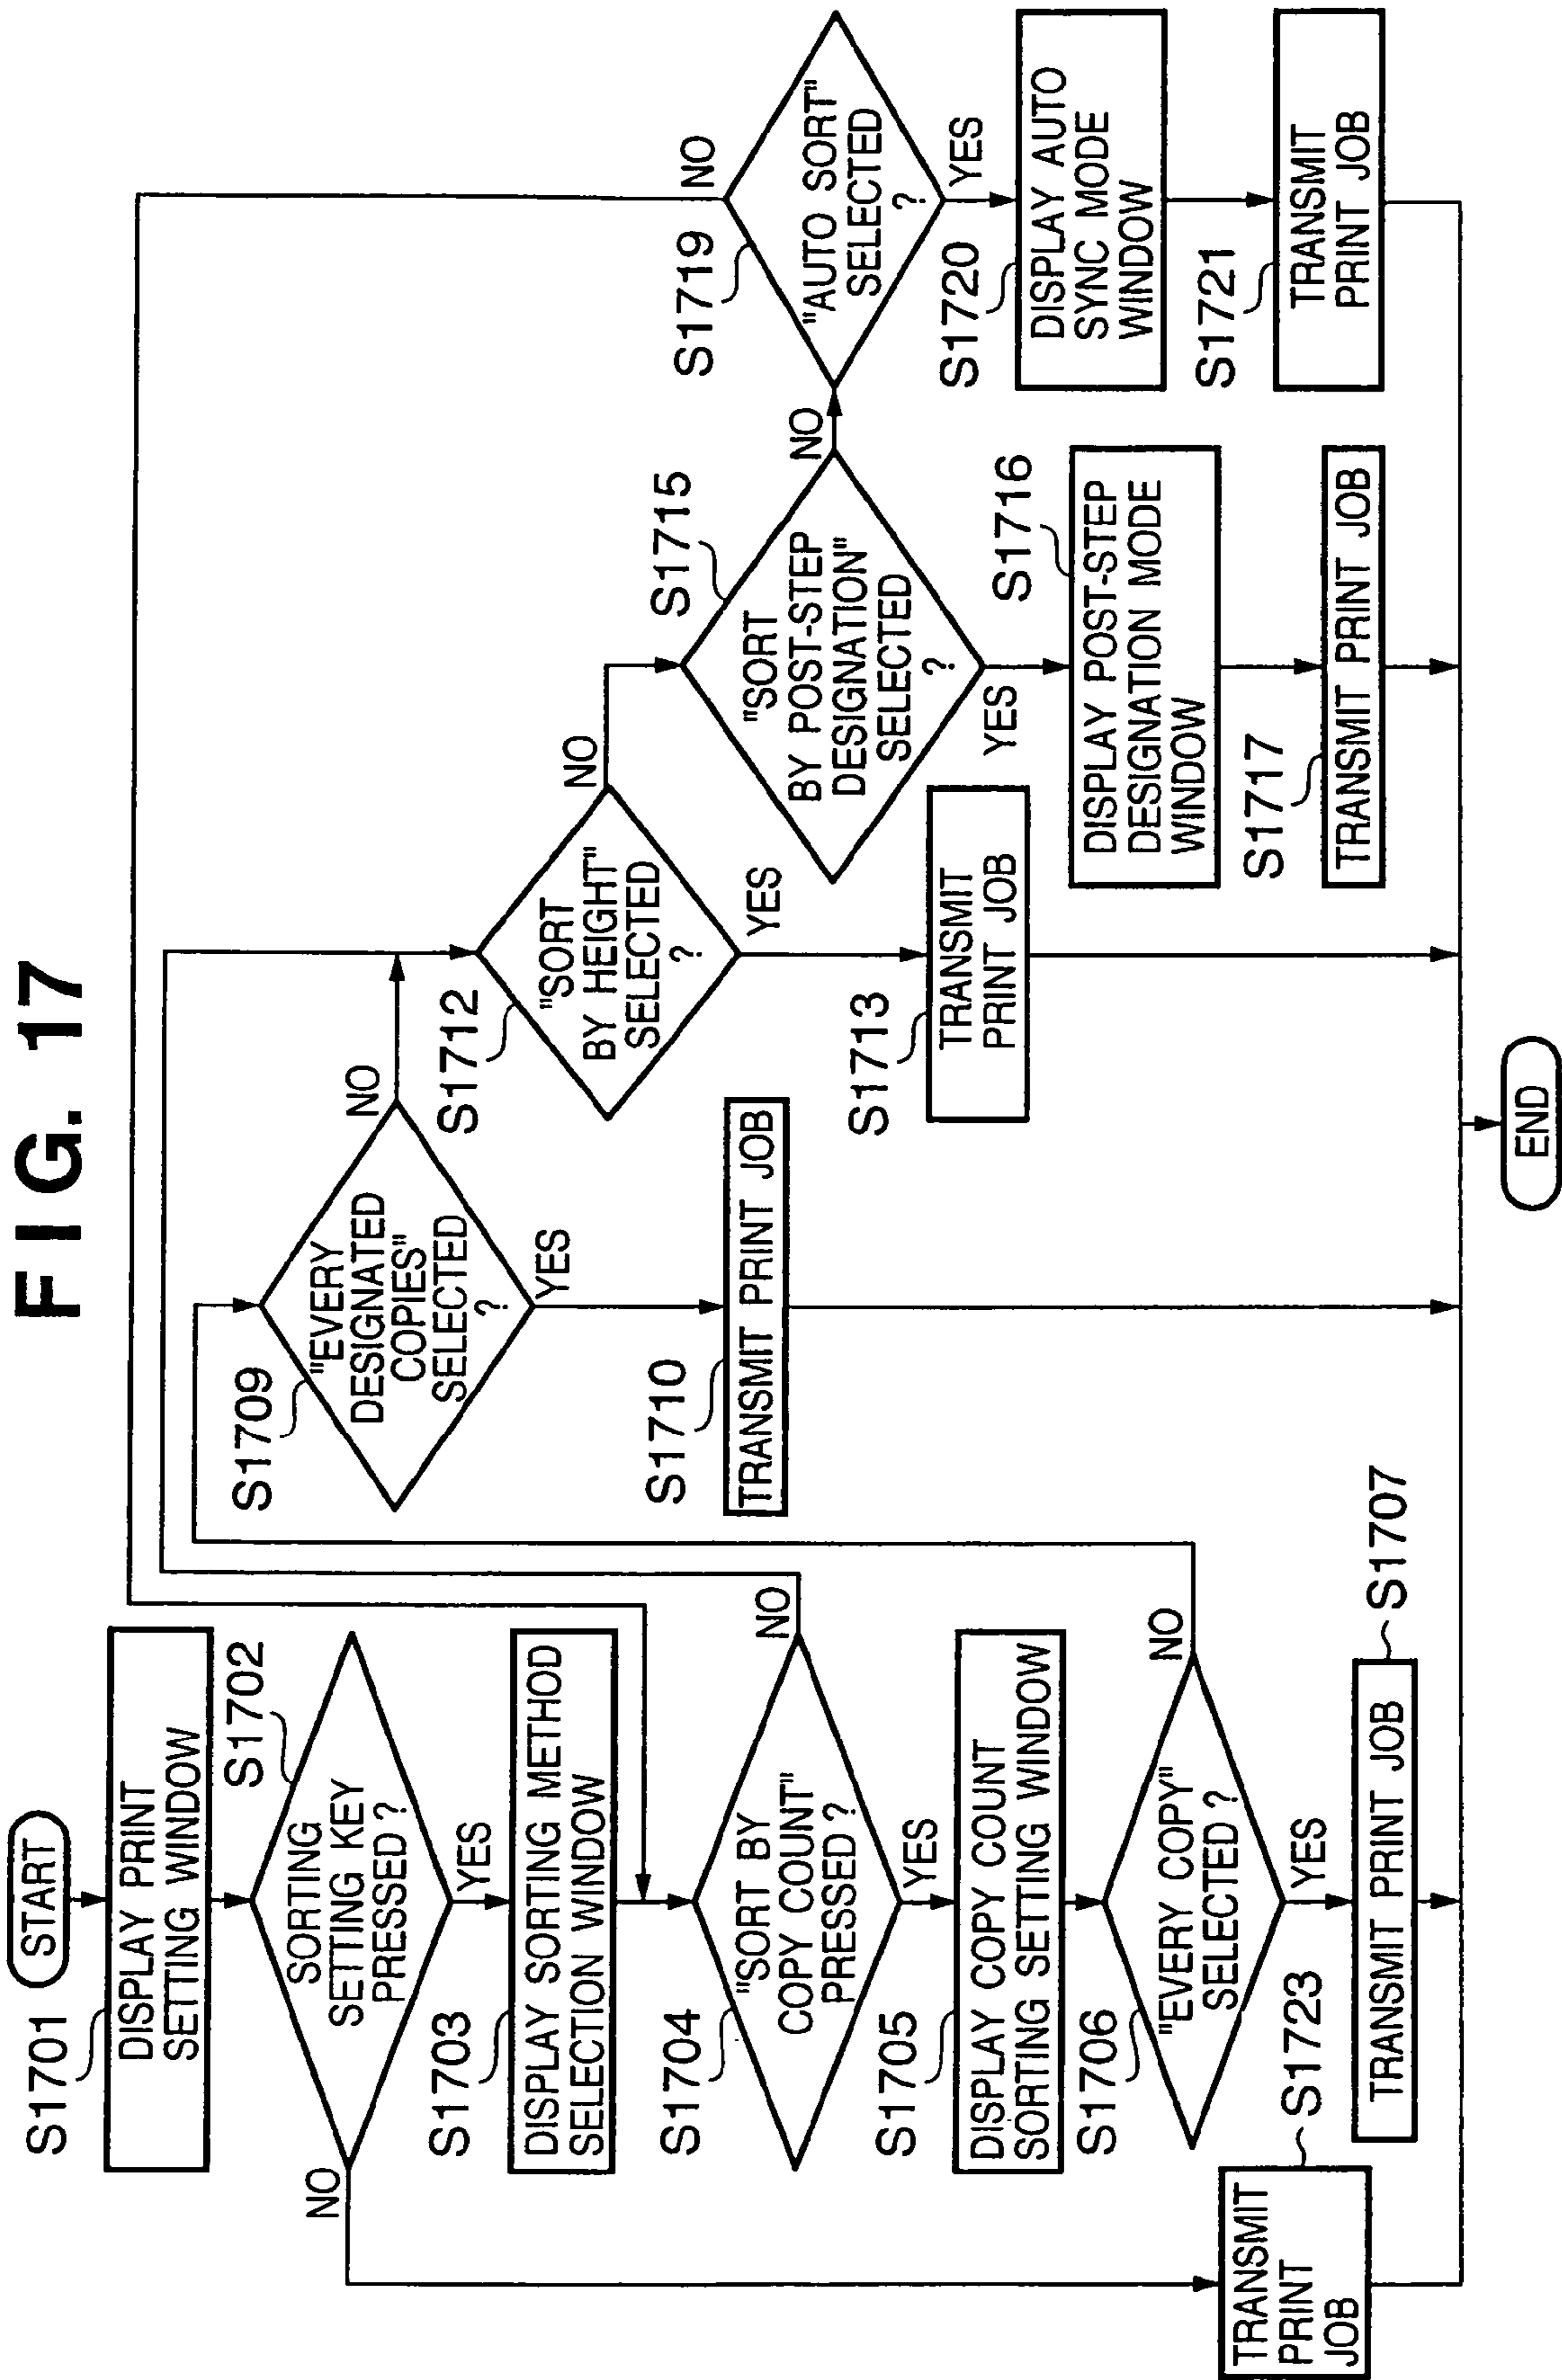 FIG. 17
START
S1701
DISPLAY PRINT
SETTING WINDOW
S1702
SORTING
SETTING KEY
PRESSED ?
NO
YES
S1703
DISPLAY SORTING METHOD
SELECTION WINDOW
S1704
"SORT BY
COPY COUNT"
PRESSED ?
NO
YES
S1705
DISPLAY COPY COUNT
SORTING SETTING WINDOW
S1706
"EVERY COPY"
SELECTED ?
NO
YES
S1723
TRANSMIT
PRINT
JOB
S1707
TRANSMIT PRINT JOB
S1709
"EVERY
DESIGNATED
COPIES"
SELECTED
?
NO
YES
S1710
TRANSMIT PRINT JOB
S1712
"SORT
BY HEIGHT"
SELECTED
?
NO
YES
S1713
TRANSMIT
PRINT JOB
S1715
"SORT
BY POST-STEP
DESIGNATION"
SELECTED
?
NO
YES
S1716
DISPLAY POST-STEP
DESIGNATION MODE
WINDOW
S1717
TRANSMIT PRINT JOB
S1719
"AUTO SORT"
SELECTED
?
NO
YES
S1720
DISPLAY AUTO
SYNC MODE
WINDOW
S1721
TRANSMIT
PRINT JOB
END